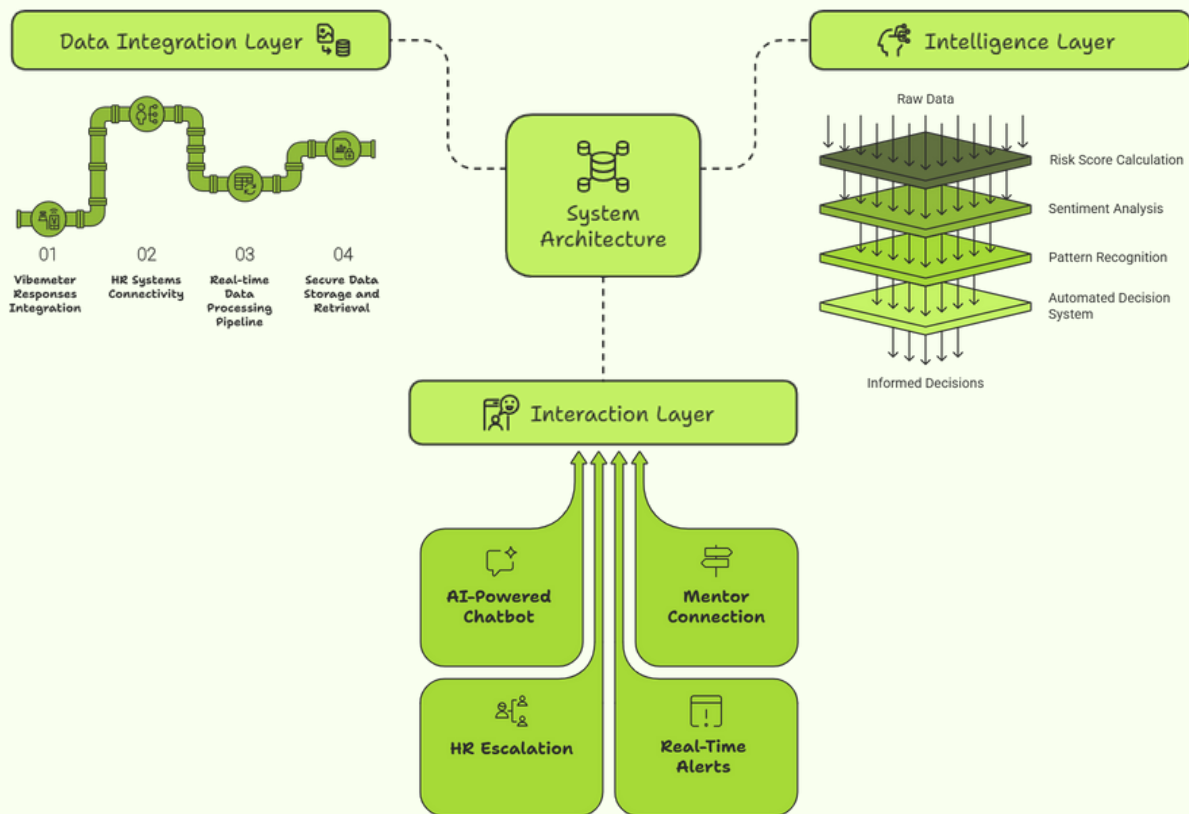 Data Integration Layer
01
Vibemeter
Responses
Integration
02
HR Systems
Connectivity
03
Real-time
Data
Processing
Pipeline
04
Secure Data
Storage and
Retrieval
System
Architecture
Intelligence Layer
Raw Data
Risk Score Calculation
Sentiment Analysis
Pattern Recognition
Automated Decision
System
Informed Decisions
Interaction Layer
AI-Powered
Chatbot
Mentor
Connection
HR Escalation
Real-Time
Alerts